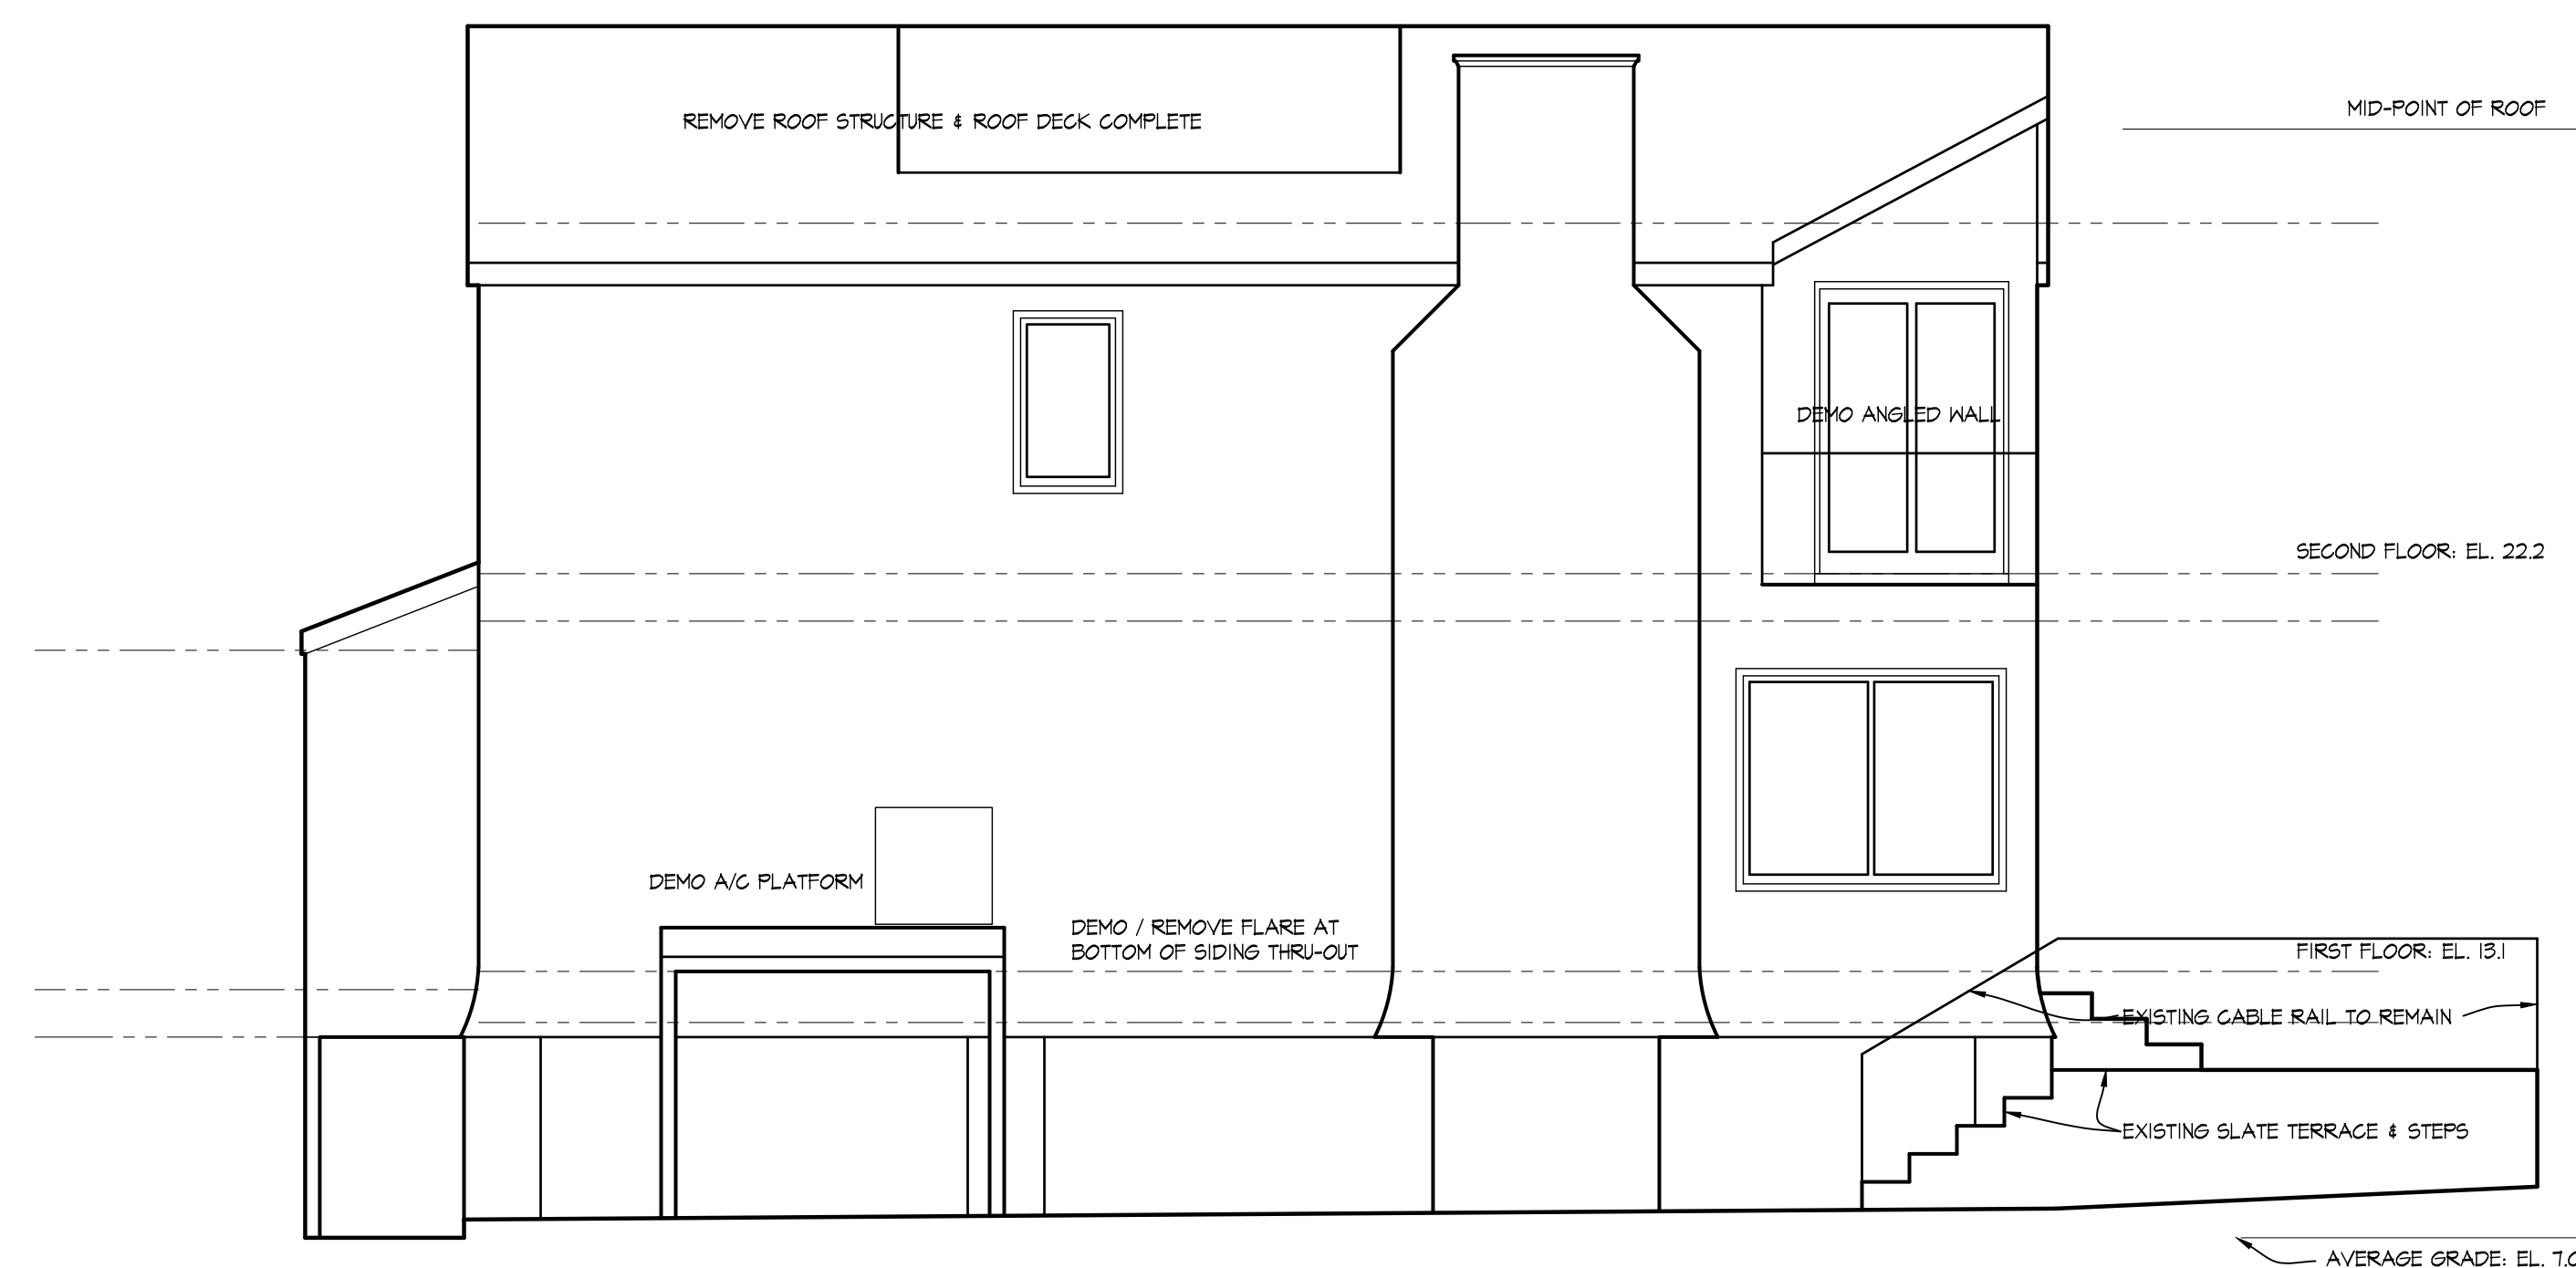 MID-POINT OF ROOF
REMOVE ROOF STRUCTURE & ROOF DECK COMPLETE
DEMO ANGLED WALL
SECOND FLOOR: EL. 22.2
DEMO A/C PLATFORM
DEMO / REMOVE FLARE AT
BOTTOM OF SIDING THRU-OUT
FIRST FLOOR: EL. 13.1
EXISTING CABLE RAIL TO REMAIN
EXISTING SLATE TERRACE & STEPS
AVERAGE GRADE: EL.